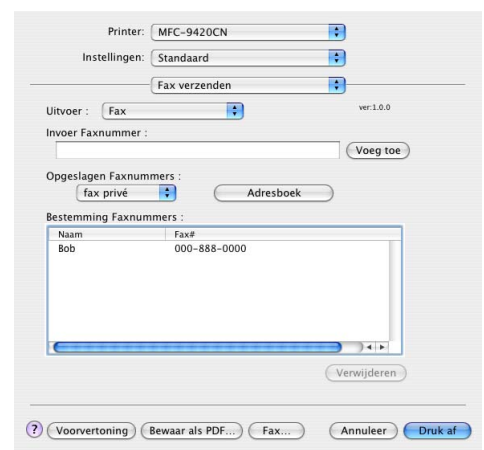 Printer: MFC-9420CN
Instellingen: Standaard
Fax verzenden
Uitvoer : Fax ver:1.0.0
Invoer Faxnummer :
Voeg toe
Opgeslagen Faxnummers :
fax privé Adresboek
Bestemming Faxnummers :
Naam Fax#
Bob 000-888-0000
Verwijderen
? Voorvertoning Bewaar als PDF... Fax... Annuleer Druk af